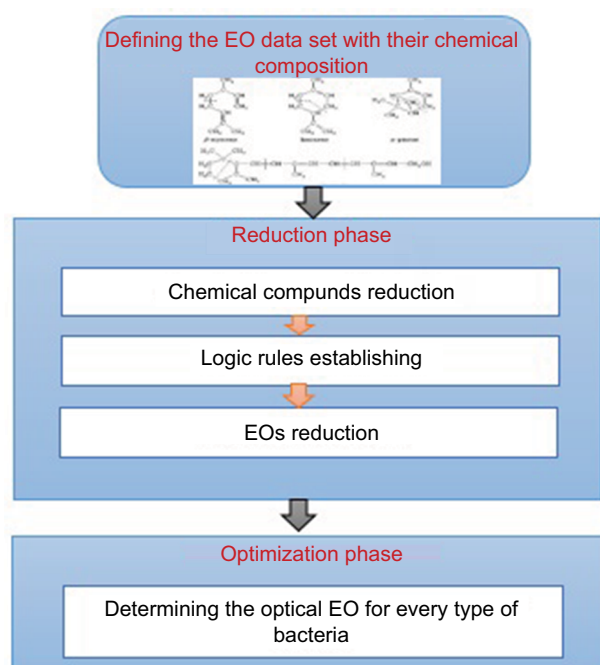 Defining the EO data set with their chemical
composition
Reduction phase
Chemical compunds reduction
Logic rules establishing
EOs reduction
Optimization phase
Determining the optical EO for every type of
bacteria